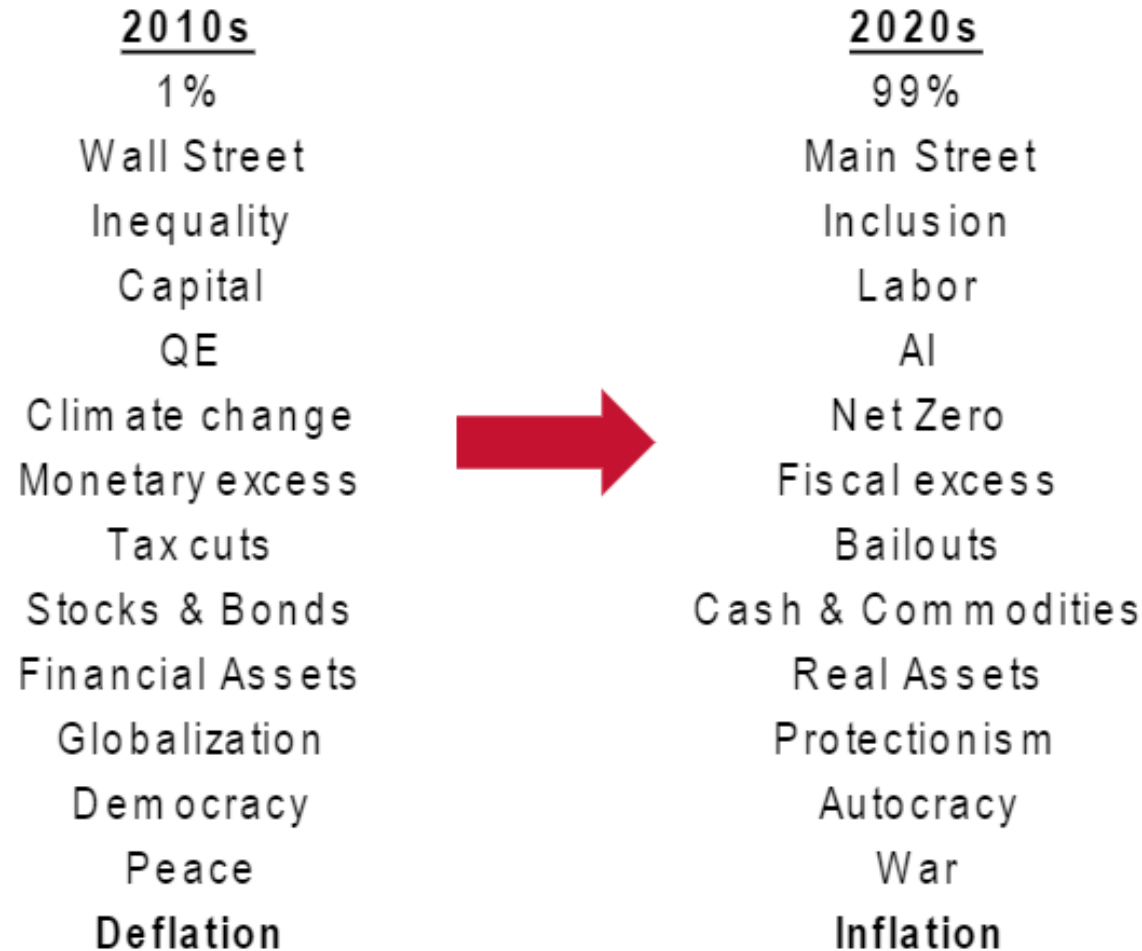 2010s 2020s
1% 99%
Wall Street Main Street
Inequality Inclusion
Capital Labor
QE AI
Climate change Net Zero
Monetary excess Fiscal excess
Tax cuts Bailouts
Stocks & Bonds Cash & Commodities
Financial Assets Real Assets
Globalization Protectionism
Democracy Autocracy
Peace War
Deflation Inflation